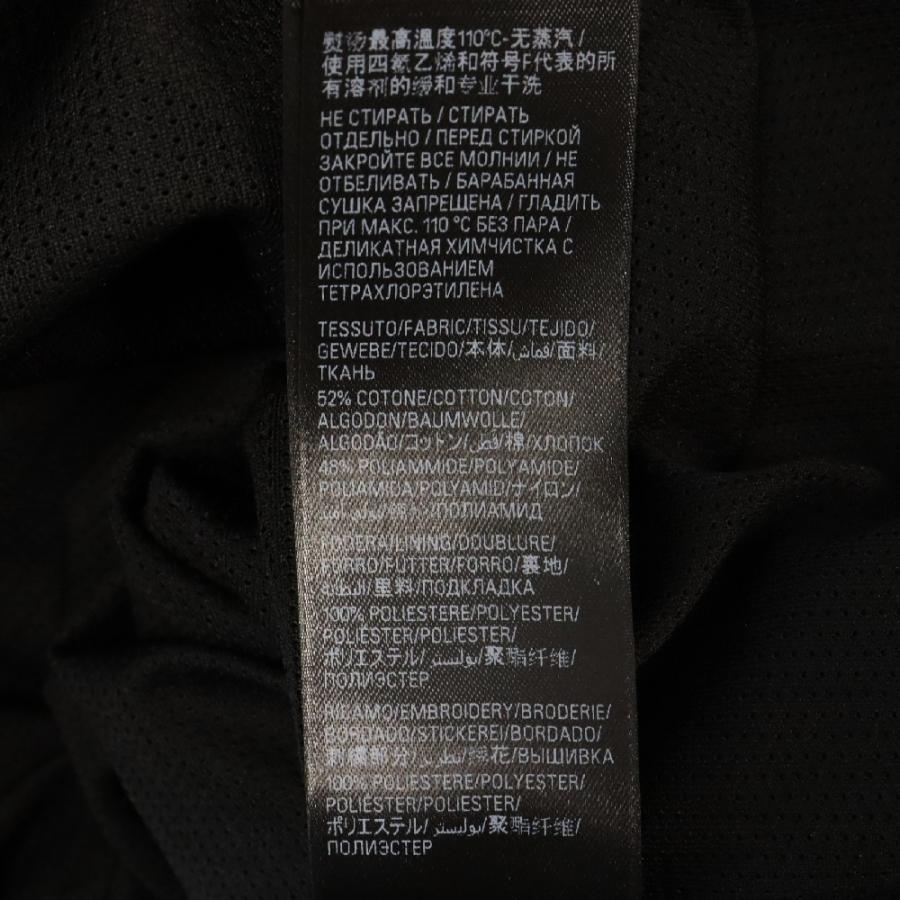 熨烫最高温度110°C-无蒸汽/
使用四氯乙烯和符号F代表的所
有溶剂的缓和专业干洗
НЕ СТИРАТЬ / СТИРАТЬ
ОТДЕЛЬНО / ПЕРЕД СТИРКОЙ
ЗАКРОЙТЕ ВСЕ МОЛНИИ / НЕ
ОТБЕЛИВАТЬ / БАРАБАННАЯ
СУШКА ЗАПРЕЩЕНА / ГЛАДИТЬ
ПРИ МАКС. 110 °C БЕЗ ПАРА /
ДЕЛИКАТНАЯ ХИМЧИСТКА С
ИСПОЛЬЗОВАНИЕМ
ТЕТРАХЛОРЭТИЛЕНА
TESSUTO/FABRIC/TISSU/TEJIDO/
GEWEBE/TECIDO/本体/قماش/面料/
ТКАНЬ
52% COTONE/COTTON/COTON/
ALGODON/BAUMWOLLE/
ALGODÃO/コットン/قطن/棉/ХЛОПОК
48% POLIAMMIDE/POLYAMIDE/
POLIAMIDA/POLYAMID/ナイロン/
/ПОЛИАМИД
FODERA/LINING/DOUBLURE/
FORRO/FUTTER/FORRO/裏地/
البطانة/里料/ПОДКЛАДКА
100% POLIESTERE/POLYESTER/
POLIESTER/POLIESTER/
ポリエステル/بوليستر/聚酯纤维/
ПОЛИЭСТЕР
RICAMO/EMBROIDERY/BRODERIE/
BORDADO/STICKEREI/BORDADO/
刺繍部分/تطريز/绣花/ВЫШИВКА
100% POLIESTERE/POLYESTER/
POLIESTER/POLIESTER/
ポリエステル/بوليستر/聚酯纤维/
ПОЛИЭСТЕР